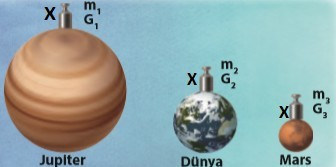 X m₁
G₁
X m₂
G₂
X m₃
G₃
Jupiter Dünya Mars